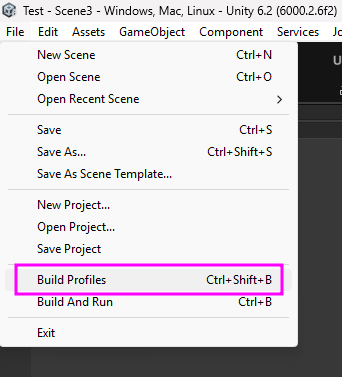 Test - Scene3 - Windows, Mac, Linux - Unity 6.2 (6000.2.6f2)
File Edit Assets GameObject Component Services
New Scene Ctrl+N
Open Scene Ctrl+O
Open Recent Scene
Save Ctrl+S
Save As... Ctrl+Shift+S
Save As Scene Template...
New Project...
Open Project...
Save Project
Build Profiles Ctrl+Shift+B
Build And Run Ctrl+B
Exit